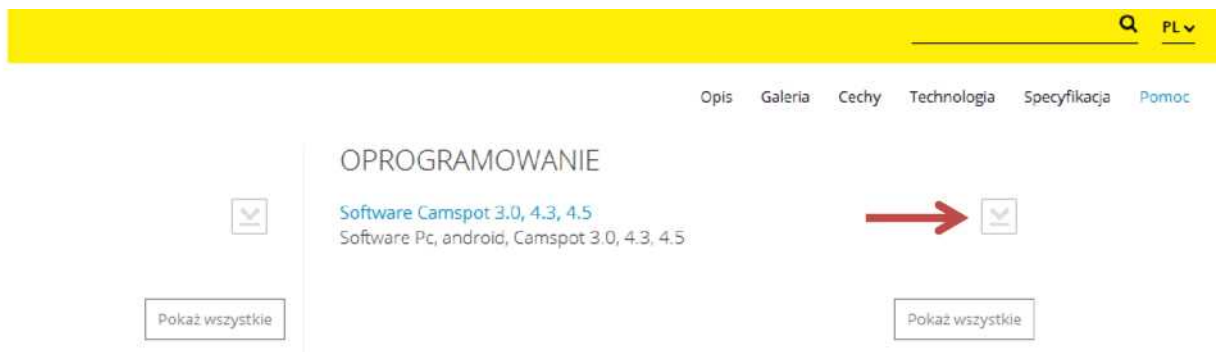 PL
Opis Galeria Cechy Technologia Specyfikacja Pomoc
OPROGRAMOWANIE
Software Camspot 3.0, 4.3, 4.5
Software Pc, android, Camspot 3.0, 4.3, 4.5
Pokaż wszystkie Pokaż wszystkie